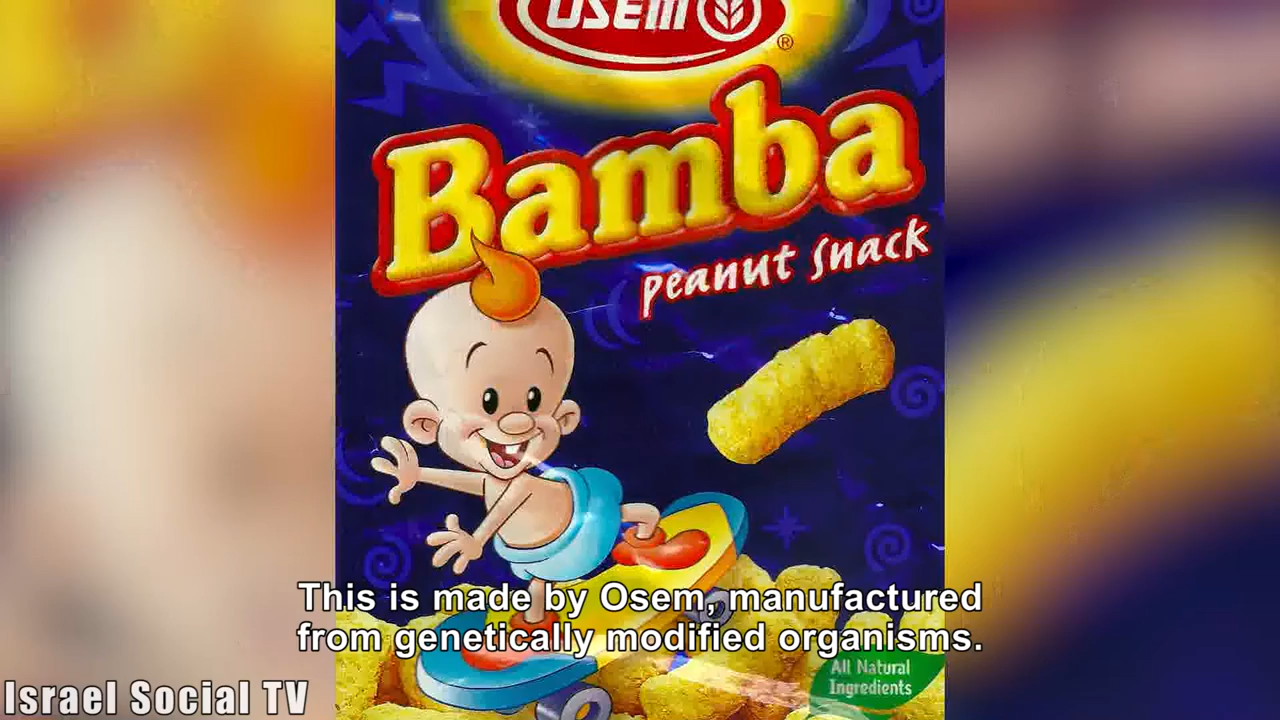 OSEM
®
Bamba
peanut snack
This is made by Osem, manufactured
from genetically modified organisms.
All Natural
Ingredients
Israel Social TV